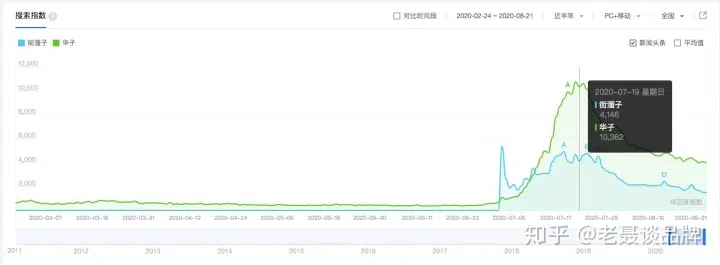 搜索指数
对比时间段 2020-02-24 ~ 2020-08-21 近半年 PC+移动 全国
街溜子 华子
新闻头条 平均值
12,000
10,000
8,000
6,000
4,000
2,000
A
A
D
2020-07-19 星期日
街溜子
4,146
华子
10,362
@百度指数
2020-03-07 2020-03-19 2020-03-31 2020-04-12 2020-04-24 2020-05-06 2020-05-18 2020-05-30 2020-06-11 2020-06-23 2020-07-05 2020-07-17 2020-07-29 2020-08-10 2020-08-21
2011 2012 2013 2014 2015 2016 2017 2018 2019 2020
知乎 @老聂谈品牌